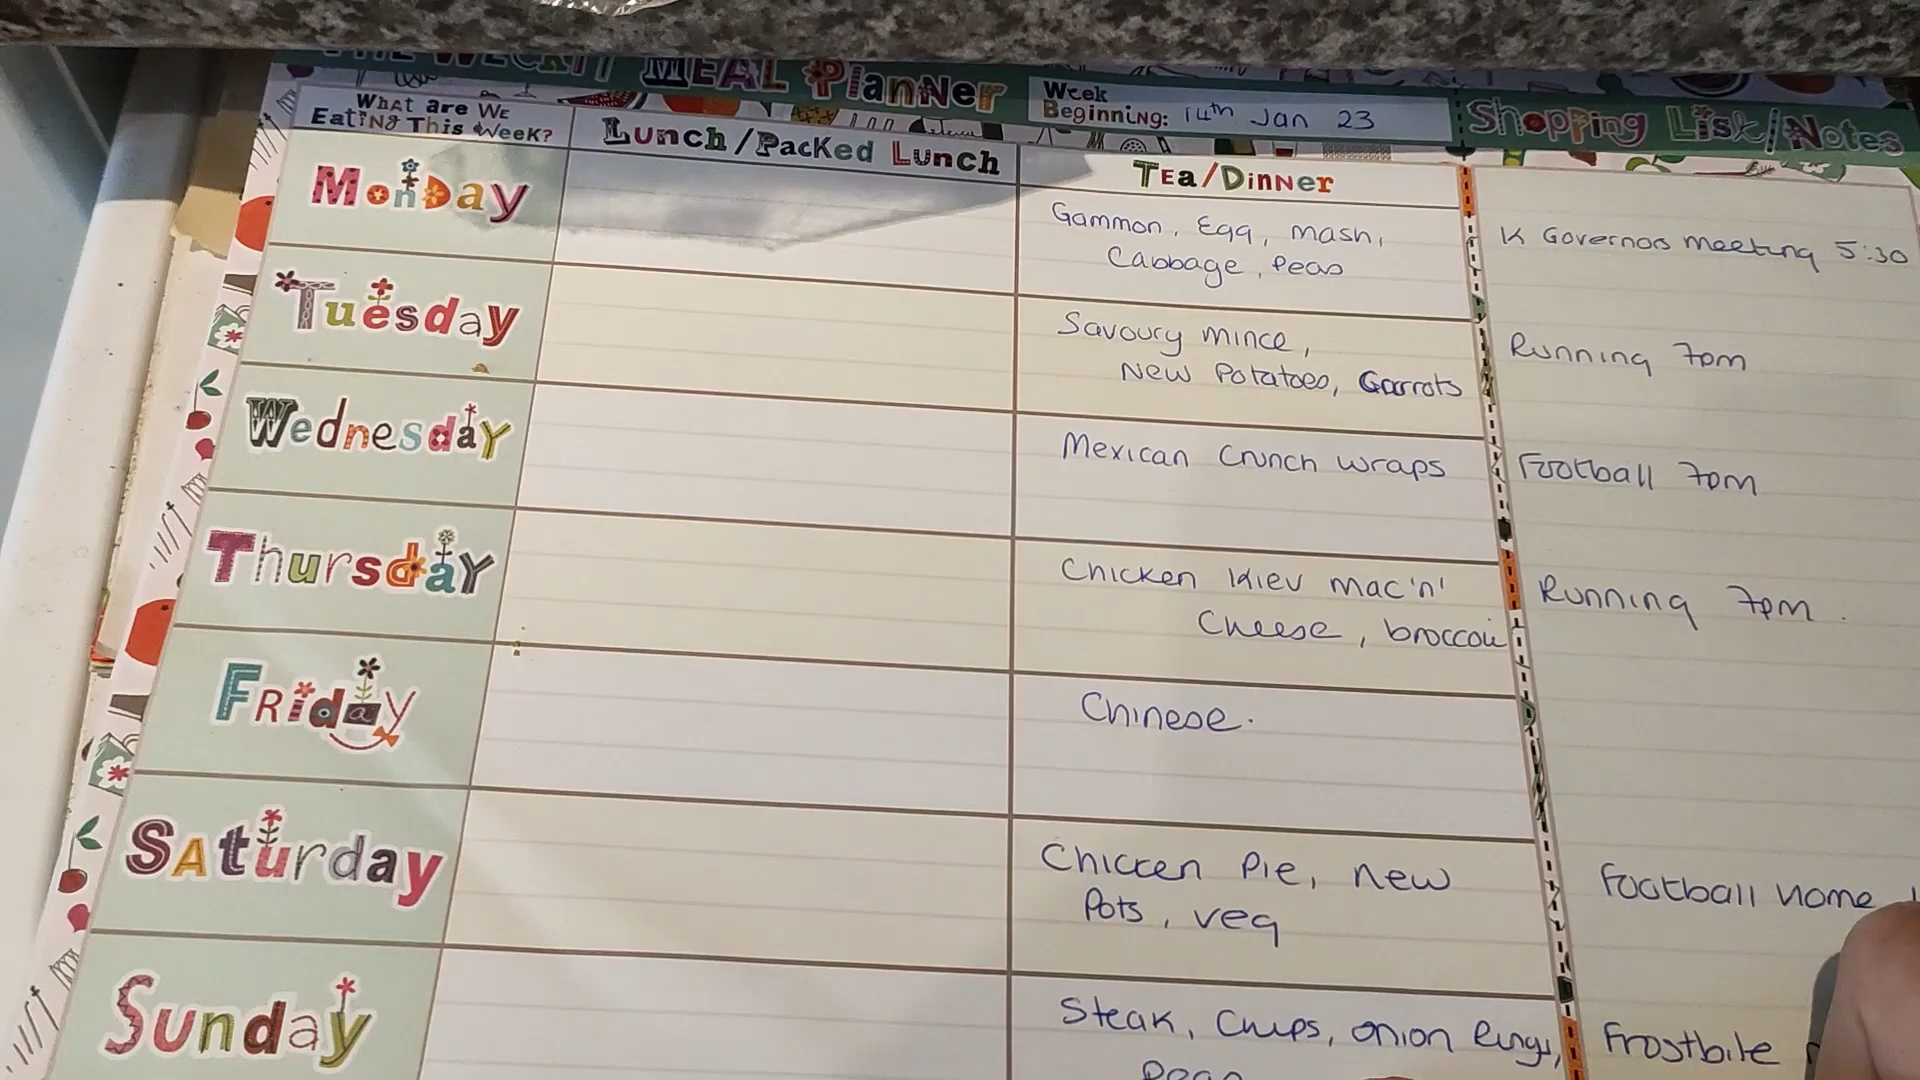 THE WEEKLY MEAL PlanNer
Week
Beginning: 14th Jan 23
Shopping List/Notes
What are We
Eating This Week?
Lunch/Packed Lunch
Tea/Dinner
Monday
Gammon, Egg, mash,
Cabbage, Peas
K Governors meeting 5:30
Tuesday
Savoury mince,
New Potatoes, Carrots
Running 7pm
Wednesday
Mexican Crunch wraps
Football 7pm
Thursday
Chicken Kiev mac'n'
Cheese, broccoli
Running 7pm.
Friday
Chinese.
Saturday
Chicken Pie, new
Pots, veg
Football home
Sunday
Steak, Chips, onion Rings,
Peas
Frostbite